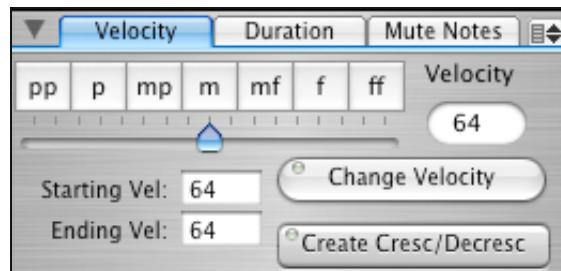 Velocity Duration Mute Notes
pp p mp m mf f ff Velocity
64
Starting Vel: 64 Change Velocity
Ending Vel: 64 Create Cresc/Decresc